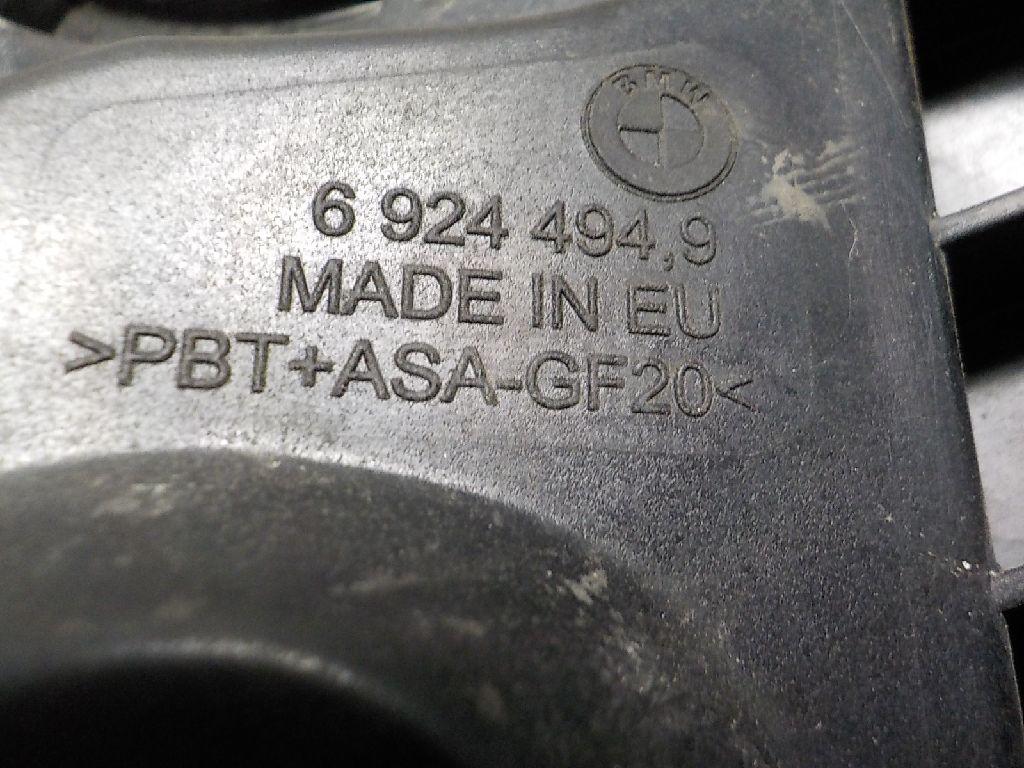 BMW
6 924 494,9
MADE IN EU
>PBT+ASA-GF20<